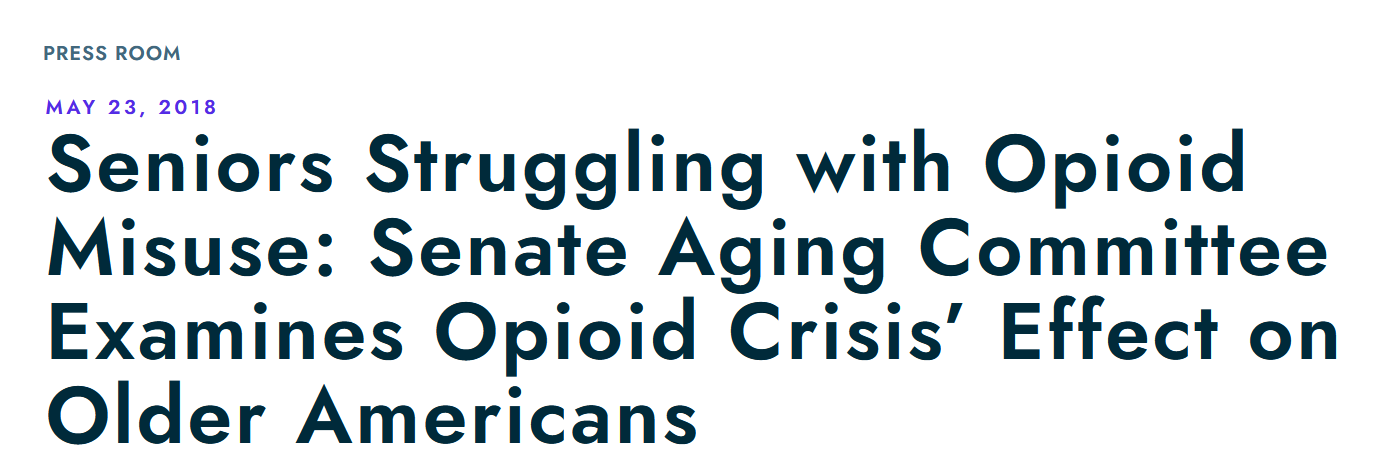 PRESS ROOM
MAY 23, 2018
Seniors Struggling with Opioid
Misuse: Senate Aging Committee
Examines Opioid Crisis’ Effect on
Older Americans